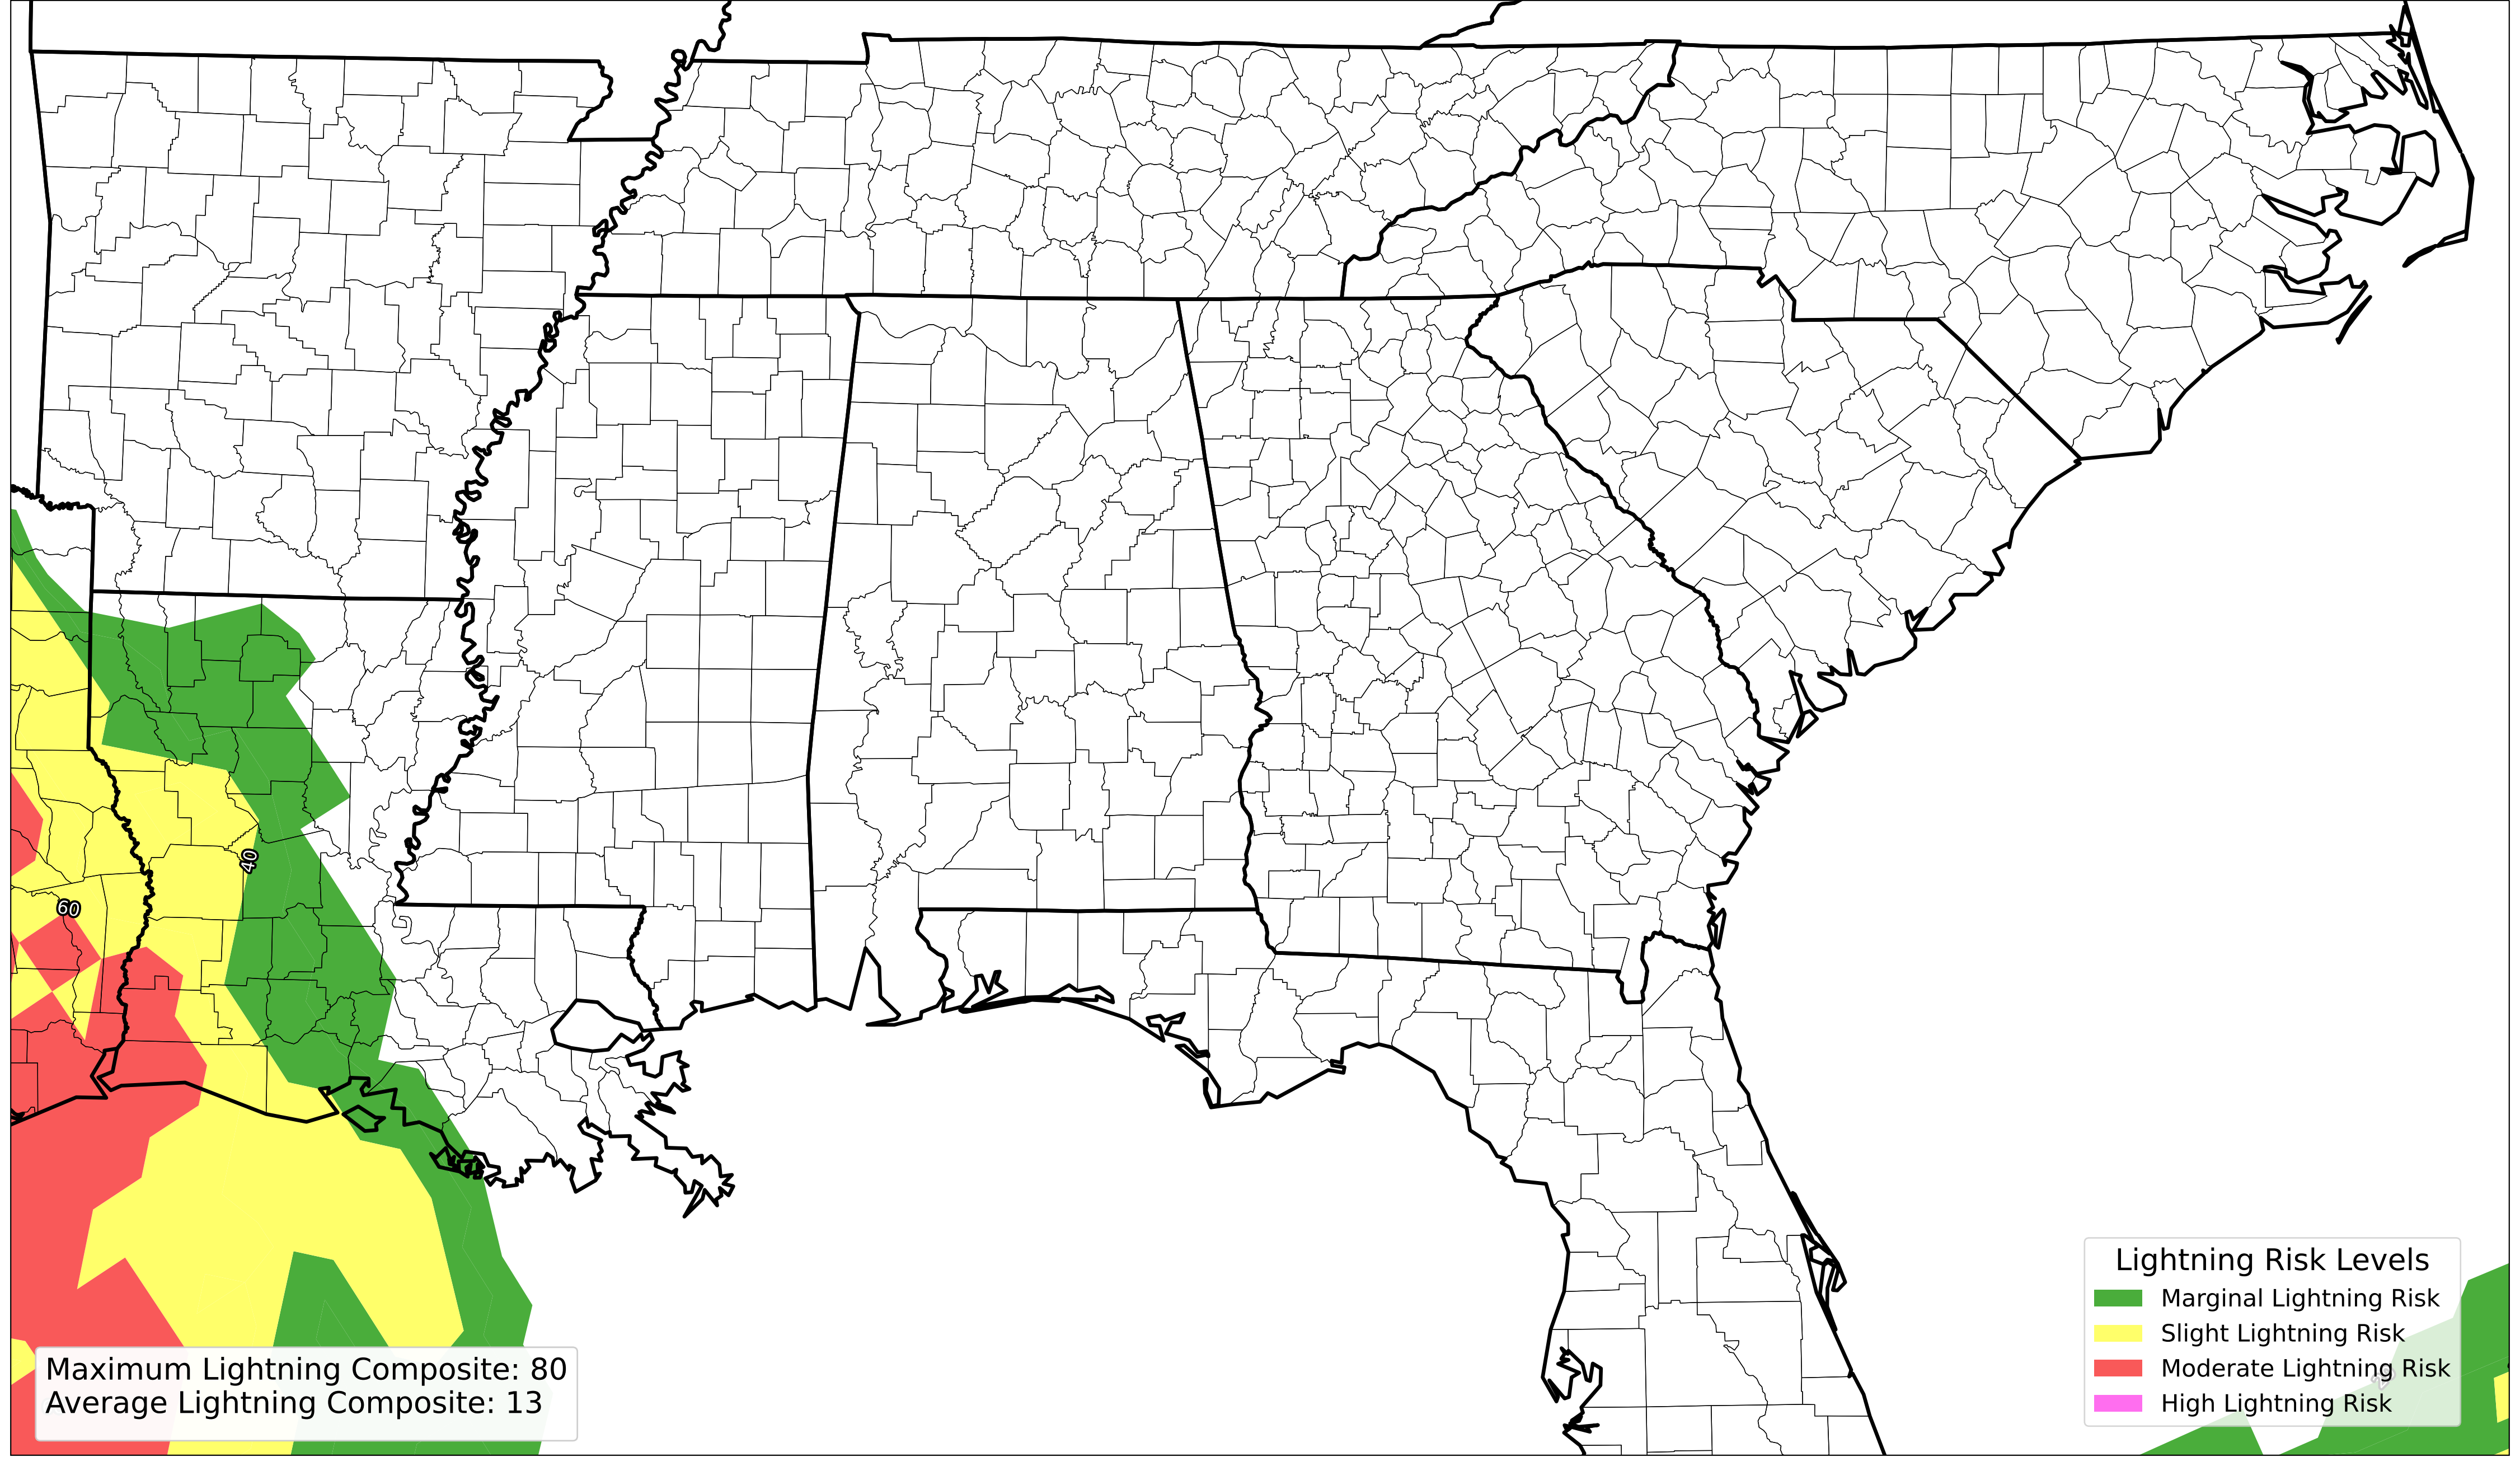 40
60
Lightning Risk Levels
Marginal Lightning Risk
Slight Lightning Risk
Moderate Lightning Risk
High Lightning Risk
Maximum Lightning Composite: 80
Average Lightning Composite: 13